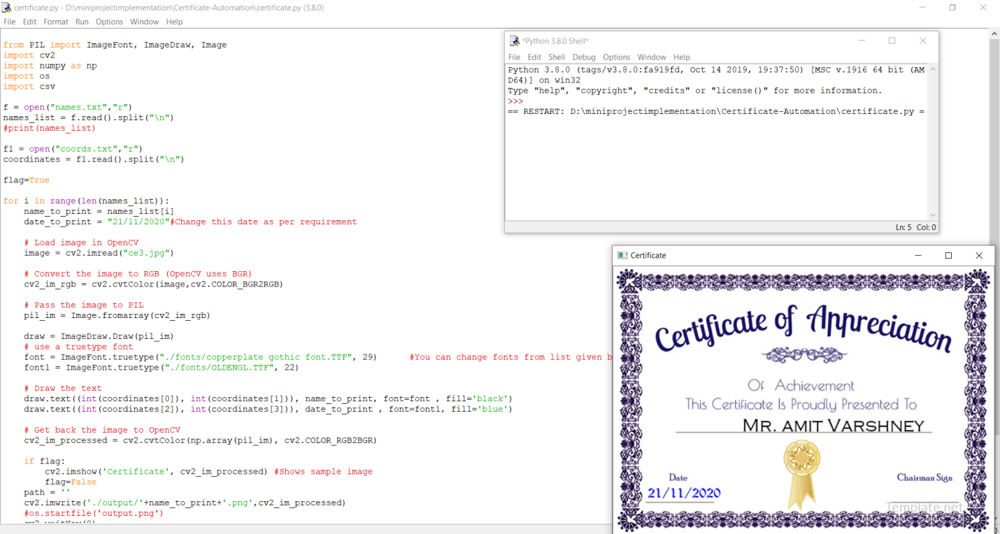 certificate.py - D:\miniprojectimplementation\Certificate-Automation\certificate.py (3.8.0)
File Edit Format Run Options Window Help
from PIL import ImageFont, ImageDraw, Image
import cv2
import numpy as np
import os
import csv
f = open("names.txt","r")
names_list = f.read().split("\n")
#print(names_list)
f1 = open("coords.txt","r")
coordinates = f1.read().split("\n")
flag=True
for i in range(len(names_list)):
    name_to_print = names_list[i]
    date_to_print = "21/11/2020"#Change this date as per requirement
    # Load image in OpenCV
    image = cv2.imread("ce3.jpg")
    # Convert the image to RGB (OpenCV uses BGR)
    cv2_im_rgb = cv2.cvtColor(image,cv2.COLOR_BGR2RGB)
    # Pass the image to PIL
    pil_im = Image.fromarray(cv2_im_rgb)
    draw = ImageDraw.Draw(pil_im)
    # use a truetype font
    font = ImageFont.truetype("./fonts/copperplate gothic font.TTF", 29)      #You can change fonts from list given
    font1 = ImageFont.truetype("./fonts/OLDENGL.TTF", 22)
    # Draw the text
    draw.text((int(coordinates[0]), int(coordinates[1])), name_to_print, font=font , fill='black')
    draw.text((int(coordinates[2]), int(coordinates[3])), date_to_print , font=font1, fill='blue')
    # Get back the image to OpenCV
    cv2_im_processed = cv2.cvtColor(np.array(pil_im), cv2.COLOR_RGB2BGR)
    if flag:
        cv2.imshow('Certificate', cv2_im_processed) #Shows sample image
        flag=False
    path = ''
    cv2.imwrite('./output/'+name_to_print+'.png',cv2_im_processed)
    #os.startfile('output.png')
*Python 3.8.0 Shell*
File Edit Shell Debug Options Window Help
Python 3.8.0 (tags/v3.8.0:fa919fd, Oct 14 2019, 19:37:50) [MSC v.1916 64 bit (AM
D64)] on win32
Type "help", "copyright", "credits" or "license()" for more information.
>>>
== RESTART: D:\miniprojectimplementation\Certificate-Automation\certificate.py =
Ln: 5 Col: 0
Certificate
Certificate of Appreciation
Of Achievement
This Certificate Is Proudly Presented To
MR. AMIT VARSHNEY
Date
Chairman Sign
21/11/2020
Template.net